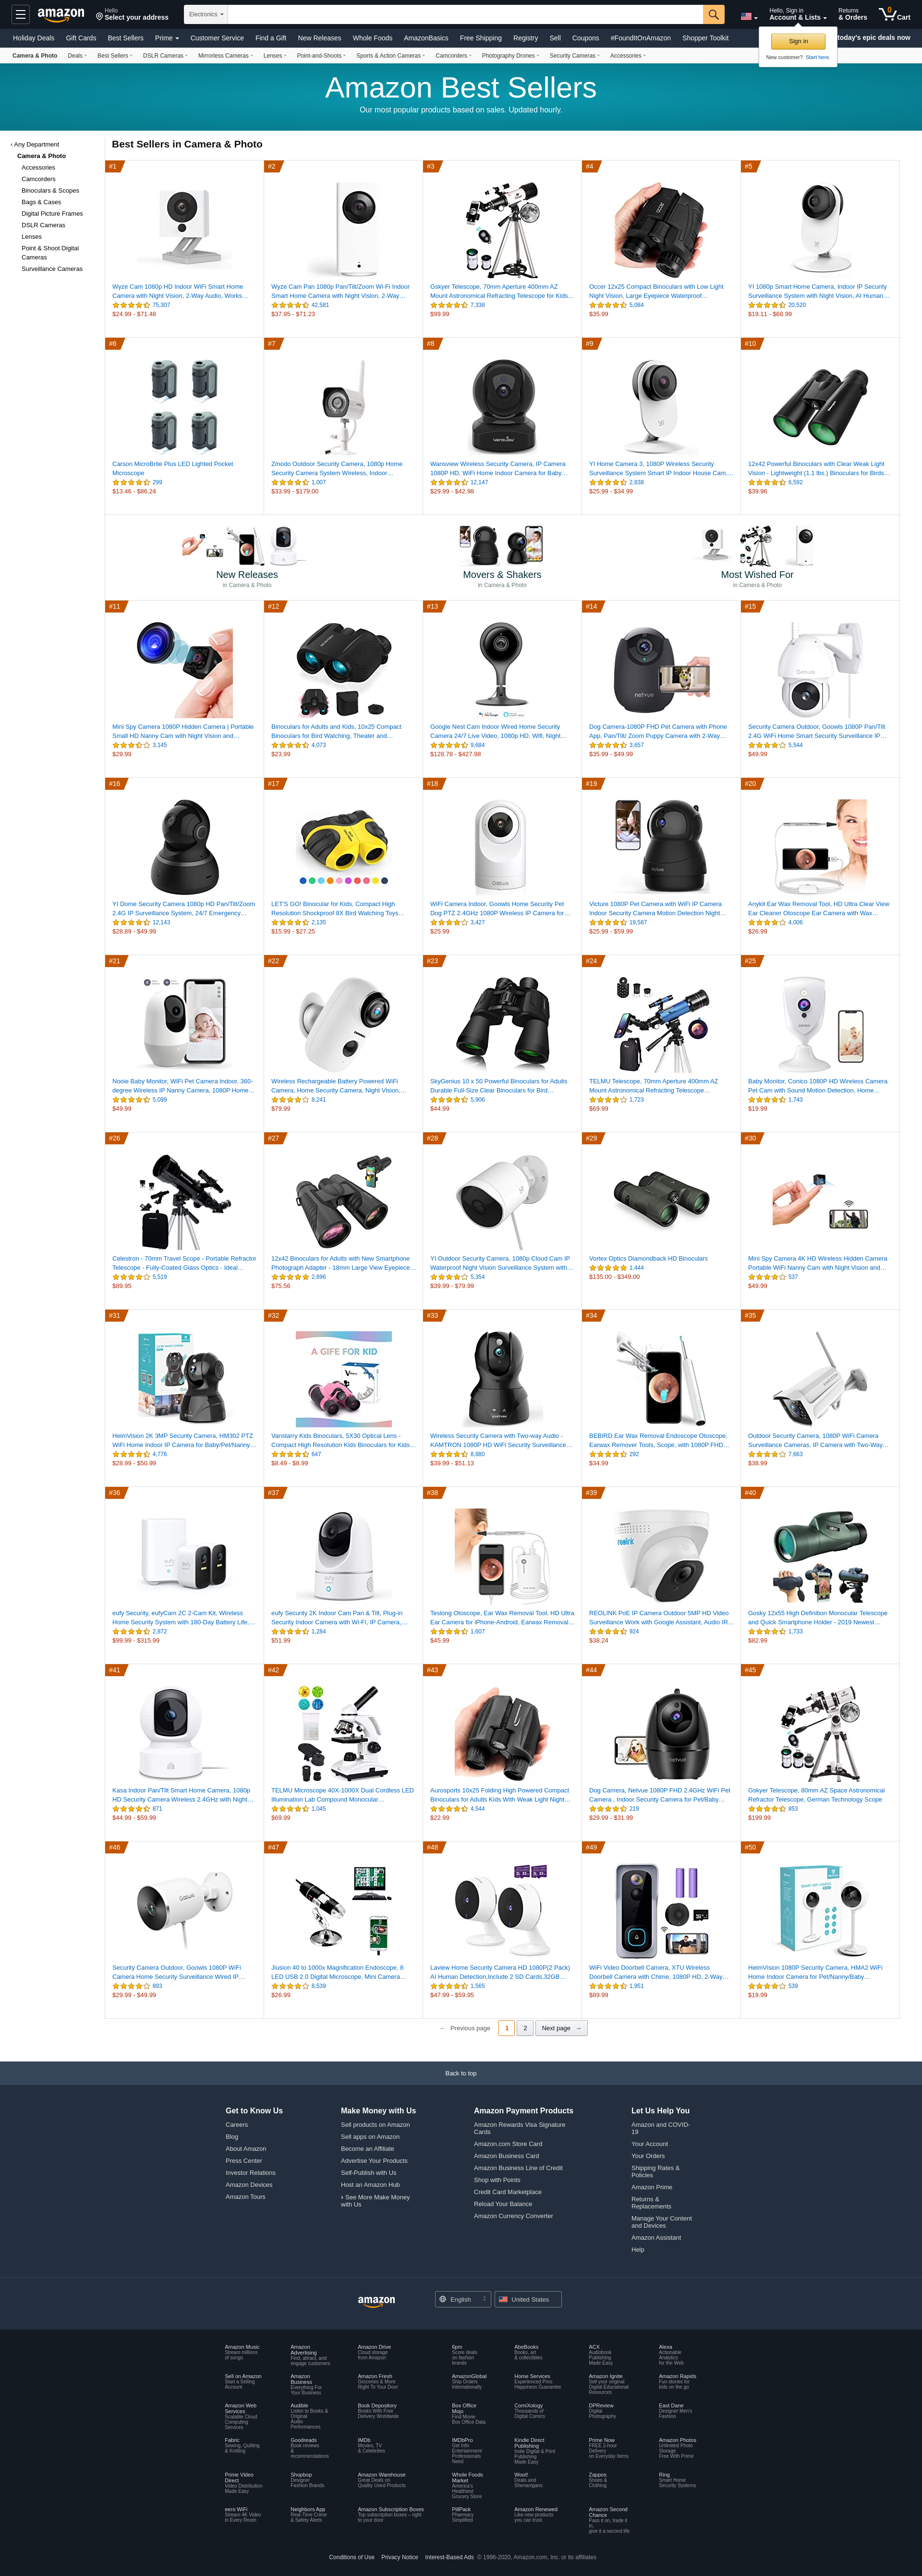 amazon
Hello
Select your address
Electronics
Hello, Sign in
Account & Lists
Returns
& Orders
0
Cart
Holiday Deals
Gift Cards
Best Sellers
Prime
Customer Service
Find a Gift
New Releases
Whole Foods
AmazonBasics
Free Shipping
Registry
Sell
Coupons
#FoundItOnAmazon
Shopper Toolkit
today's epic deals now
Sign in
New customer? Start here.
Camera & Photo
Deals
Best Sellers
DSLR Cameras
Mirrorless Cameras
Lenses
Point-and-Shoots
Sports & Action Cameras
Camcorders
Photography Drones
Security Cameras
Accessories
Amazon Best Sellers
Our most popular products based on sales. Updated hourly.
‹ Any Department
Camera & Photo
Accessories
Camcorders
Binoculars & Scopes
Bags & Cases
Digital Picture Frames
DSLR Cameras
Lenses
Point & Shoot Digital
Cameras
Surveillance Cameras
Best Sellers in Camera & Photo
#1
Wyze Cam 1080p HD Indoor WiFi Smart Home
Camera with Night Vision, 2-Way Audio, Works…
75,307
$24.99 - $71.48
#2
Wyze Cam Pan 1080p Pan/Tilt/Zoom Wi-Fi Indoor
Smart Home Camera with Night Vision, 2-Way…
42,581
$37.95 - $71.23
#3
Gskyer Telescope, 70mm Aperture 400mm AZ
Mount Astronomical Refracting Telescope for Kids…
7,338
$99.99
#4
Occer 12x25 Compact Binoculars with Low Light
Night Vision, Large Eyepiece Waterproof…
5,084
$35.99
#5
YI 1080p Smart Home Camera, Indoor IP Security
Surveillance System with Night Vision, AI Human…
20,520
$19.11 - $68.99
#6
Carson MicroBrite Plus LED Lighted Pocket
Microscope
299
$13.46 - $86.24
#7
Zmodo Outdoor Security Camera, 1080p Home
Security Camera System Wireless, Indoor…
1,007
$33.99 - $179.00
#8
Wansview Wireless Security Camera, IP Camera
1080P HD, WiFi Home Indoor Camera for Baby…
12,147
$29.99 - $42.98
#9
YI Home Camera 3, 1080P Wireless Security
Surveillance System Smart IP Indoor House Cam,…
2,838
$25.99 - $34.99
#10
12x42 Powerful Binoculars with Clear Weak Light
Vision - Lightweight (1.1 lbs.) Binoculars for Birds…
6,592
$39.96
New Releases
in Camera & Photo
Movers & Shakers
in Camera & Photo
Most Wished For
in Camera & Photo
#11
Mini Spy Camera 1080P Hidden Camera | Portable
Small HD Nanny Cam with Night Vision and…
3,145
$29.99
#12
Binoculars for Adults and Kids, 10x25 Compact
Binoculars for Bird Watching, Theater and…
4,073
$23.99
#13
Google Nest Cam Indoor Wired Home Security
Camera 24/7 Live Video, 1080p HD, Wifi, Night…
9,684
$128.78 - $427.98
#14
netvue
Dog Camera-1080P FHD Pet Camera with Phone
App, Pan/Tilt/ Zoom Puppy Camera with 2-Way…
3,657
$35.99 - $49.99
#15
Security Camera Outdoor, Goowls 1080P Pan/Tilt
2.4G WiFi Home Smart Security Surveillance IP…
5,544
$49.99
#16
YI Dome Security Camera 1080p HD Pan/Tilt/Zoom
2.4G IP Surveillance System, 24/7 Emergency…
12,143
$28.89 - $49.99
#17
LET'S GO! Binocular for Kids, Compact High
Resolution Shockproof 8X Bird Watching Toys…
2,135
$15.99 - $27.25
#18
WiFi Camera Indoor, Goowls Home Security Pet
Dog PTZ 2.4GHz 1080P Wireless IP Camera for…
3,427
$25.99
#19
Victure 1080P Pet Camera with WiFi IP Camera
Indoor Security Camera Motion Detection Night…
19,587
$25.99 - $59.99
#20
Anykit Ear Wax Removal Tool, HD Ultra Clear View
Ear Cleaner Otoscope Ear Camera with Wax…
4,006
$26.99
#21
Nooie Baby Monitor, WiFi Pet Camera Indoor, 360-
degree Wireless IP Nanny Camera, 1080P Home…
5,099
$49.99
#22
Wireless Rechargeable Battery Powered WiFi
Camera, Home Security Camera, Night Vision,…
8,241
$79.99
#23
SkyGenius 10 x 50 Powerful Binoculars for Adults
Durable Full-Size Clear Binoculars for Bird…
5,906
$44.99
#24
TELMU Telescope, 70mm Aperture 400mm AZ
Mount Astronomical Refracting Telescope…
1,723
$69.99
#25
Baby Monitor, Conico 1080P HD Wireless Camera
Pet Cam with Sound Motion Detection, Home…
1,743
$19.99
#26
Celestron - 70mm Travel Scope - Portable Refractor
Telescope - Fully-Coated Glass Optics - Ideal…
5,519
$89.95
#27
12x42 Binoculars for Adults with New Smartphone
Photograph Adapter - 18mm Large View Eyepiece…
2,696
$75.56
#28
YI Outdoor Security Camera, 1080p Cloud Cam IP
Waterproof Night Vision Surveillance System with…
5,354
$39.99 - $79.99
#29
Vortex Optics Diamondback HD Binoculars
1,444
$135.00 - $349.00
#30
Mini Spy Camera 4K HD Wireless Hidden Camera
Portable WiFi Nanny Cam with Night Vision and…
537
$49.99
#31
HeimVision 2K 3MP Security Camera, HM302 PTZ
WiFi Home Indoor IP Camera for Baby/Pet/Nanny…
4,776
$28.99 - $50.99
#32
A GIFE FOR KID
Vanstarry Kids Binoculars, 5X30 Optical Lens -
Compact High Resolution Kids Binoculars for Kids…
647
$8.49 - $8.99
#33
Wireless Security Camera with Two-way Audio -
KAMTRON 1080P HD WiFi Security Surveillance…
8,880
$39.99 - $51.13
#34
BEBIRD Ear Wax Removal Endoscope Otoscope,
Earwax Remover Tools, Scope, with 1080P FHD…
292
$34.99
#35
Outdoor Security Camera, 1080P WiFi Camera
Surveillance Cameras, IP Camera with Two-Way…
7,663
$38.99
#36
eufy Security, eufyCam 2C 2-Cam Kit, Wireless
Home Security System with 180-Day Battery Life,…
2,872
$99.99 - $315.99
#37
eufy Security 2K Indoor Cam Pan & Tilt, Plug-in
Security Indoor Camera with Wi-Fi, IP Camera,…
1,284
$51.99
#38
Teslong Otoscope, Ear Wax Removal Tool, HD Ultra
Ear Camera for iPhone-Android, Earwax Removal…
1,607
$45.99
#39
reolink
REOLINK PoE IP Camera Outdoor 5MP HD Video
Surveillance Work with Google Assistant, Audio IR…
924
$38.24
#40
Gosky 12x55 High Definition Monocular Telescope
and Quick Smartphone Holder - 2019 Newest…
1,733
$82.99
#41
Kasa Indoor Pan/Tilt Smart Home Camera, 1080p
HD Security Camera Wireless 2.4GHz with Night…
871
$44.99 - $59.99
#42
TELMU Microscope 40X-1000X Dual Cordless LED
Illumination Lab Compound Monocular…
1,045
$69.99
#43
Aurosports 10x25 Folding High Powered Compact
Binoculars for Adults Kids With Weak Light Night…
4,544
$22.99
#44
netvue
Dog Camera, Netvue 1080P FHD 2.4GHz WiFi Pet
Camera , Indoor Security Camera for Pet/Baby…
219
$29.91 - $31.99
#45
Gskyer Telescope, 80mm AZ Space Astronomical
Refractor Telescope, German Technology Scope
853
$199.99
#46
Security Camera Outdoor, Goowls 1080P WiFi
Camera Home Security Surveillance Wired IP…
893
$29.99 - $49.99
#47
Jiusion 40 to 1000x Magnification Endoscope, 8
LED USB 2.0 Digital Microscope, Mini Camera…
8,539
$26.99
#48
Laview Home Security Camera HD 1080P(2 Pack)
AI Human Detection,Include 2 SD Cards,32GB…
1,565
$47.99 - $59.95
#49
WiFi Video Doorbell Camera, XTU Wireless
Doorbell Camera with Chime, 1080P HD, 2-Way…
1,951
$89.99
#50
HeimVision 1080P Security Camera, HMA2 WiFi
Home Indoor Camera for Pet/Nanny/Baby…
539
$19.99
← Previous page
1
2
Next page →
Back to top
Get to Know Us
Careers
Blog
About Amazon
Press Center
Investor Relations
Amazon Devices
Amazon Tours
Make Money with Us
Sell products on Amazon
Sell apps on Amazon
Become an Affiliate
Advertise Your Products
Self-Publish with Us
Host an Amazon Hub
› See More Make Money
with Us
Amazon Payment Products
Amazon Rewards Visa Signature
Cards
Amazon.com Store Card
Amazon Business Card
Amazon Business Line of Credit
Shop with Points
Credit Card Marketplace
Reload Your Balance
Amazon Currency Converter
Let Us Help You
Amazon and COVID-
19
Your Account
Your Orders
Shipping Rates &
Policies
Amazon Prime
Returns &
Replacements
Manage Your Content
and Devices
Amazon Assistant
Help
amazon
English
United States
Amazon Music
Stream millions
of songs
Amazon
Advertising
Find, attract, and
engage customers
Amazon Drive
Cloud storage
from Amazon
6pm
Score deals
on fashion
brands
AbeBooks
Books, art
& collectibles
ACX
Audiobook
Publishing
Made Easy
Alexa
Actionable
Analytics
for the Web
Sell on Amazon
Start a Selling
Account
Amazon
Business
Everything For
Your Business
Amazon Fresh
Groceries & More
Right To Your Door
AmazonGlobal
Ship Orders
Internationally
Home Services
Experienced Pros
Happiness Guarantee
Amazon Ignite
Sell your original
Digital Educational
Resources
Amazon Rapids
Fun stories for
kids on the go
Amazon Web
Services
Scalable Cloud
Computing
Services
Audible
Listen to Books &
Original
Audio
Performances
Book Depository
Books With Free
Delivery Worldwide
Box Office
Mojo
Find Movie
Box Office Data
ComiXology
Thousands of
Digital Comics
DPReview
Digital
Photography
East Dane
Designer Men's
Fashion
Fabric
Sewing, Quilting
& Knitting
Goodreads
Book reviews
&
recommendations
IMDb
Movies, TV
& Celebrities
IMDbPro
Get Info
Entertainment
Professionals
Need
Kindle Direct
Publishing
Indie Digital & Print
Publishing
Made Easy
Prime Now
FREE 2-hour
Delivery
on Everyday Items
Amazon Photos
Unlimited Photo
Storage
Free With Prime
Prime Video
Direct
Video Distribution
Made Easy
Shopbop
Designer
Fashion Brands
Amazon Warehouse
Great Deals on
Quality Used Products
Whole Foods
Market
America's
Healthiest
Grocery Store
Woot!
Deals and
Shenanigans
Zappos
Shoes &
Clothing
Ring
Smart Home
Security Systems
eero WiFi
Stream 4K Video
in Every Room
Neighbors App
Real-Time Crime
& Safety Alerts
Amazon Subscription Boxes
Top subscription boxes – right
to your door
PillPack
Pharmacy
Simplified
Amazon Renewed
Like-new products
you can trust
Amazon Second
Chance
Pass it on, trade it
in,
give it a second life
Conditions of Use
Privacy Notice
Interest-Based Ads
© 1996-2020, Amazon.com, Inc. or its affiliates